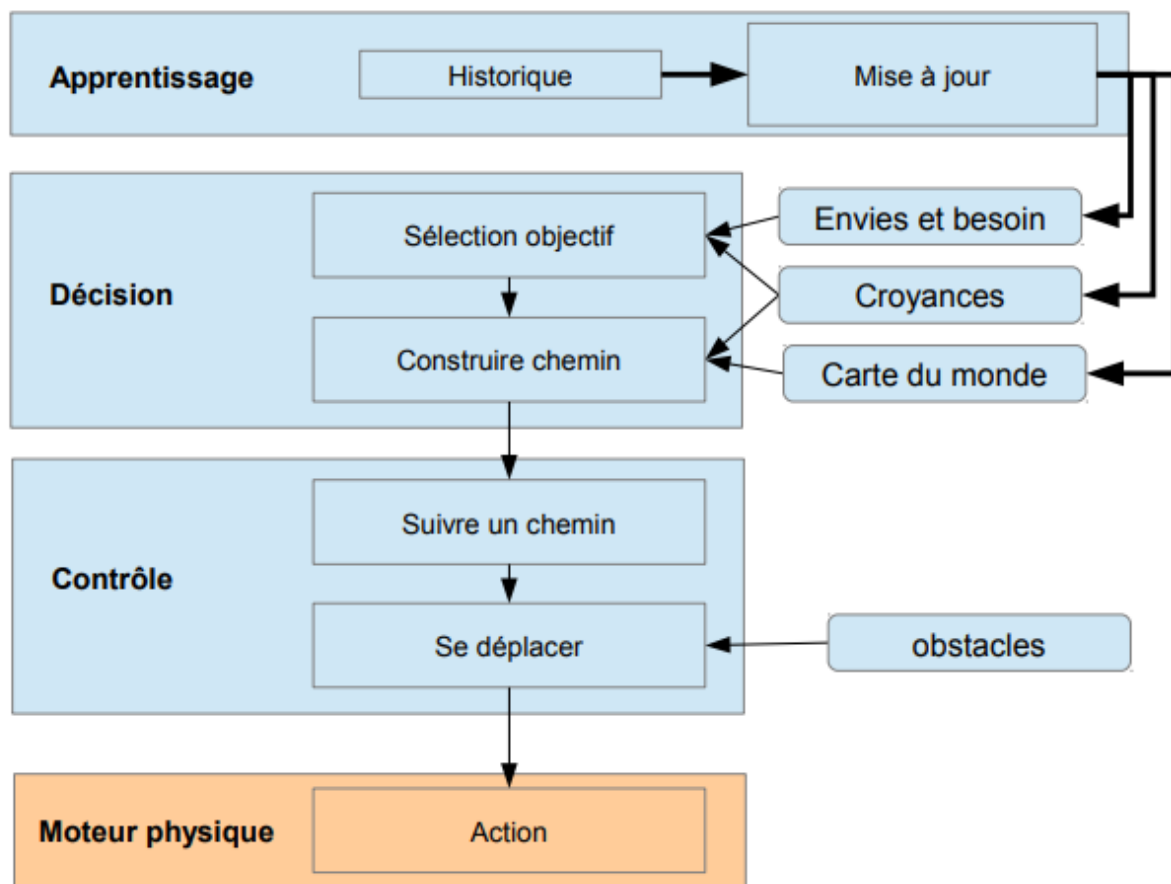 Apprentissage
Historique
Mise à jour
Décision
Sélection objectif
Construire chemin
Envies et besoin
Croyances
Carte du monde
Contrôle
Suivre un chemin
Se déplacer
obstacles
Moteur physique
Action